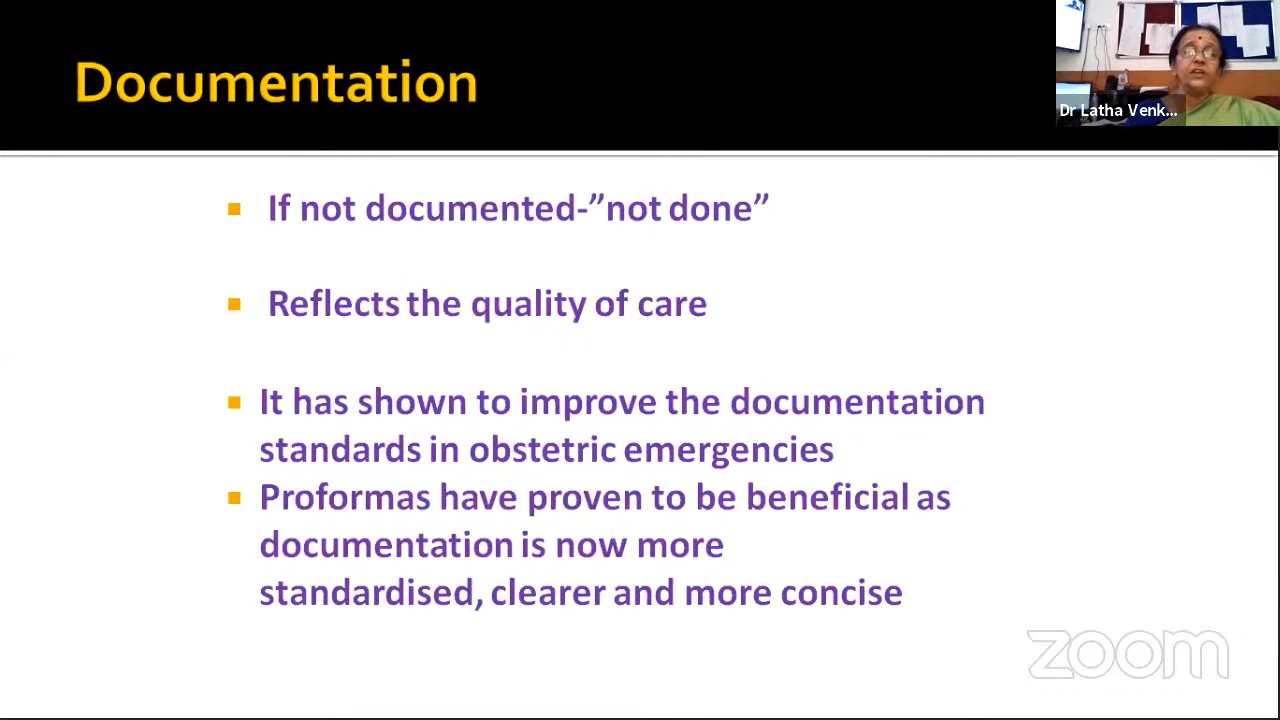 Documentation
Dr Latha Venk...
If not documented-”not done”
Reflects the quality of care
It has shown to improve the documentation
standards in obstetric emergencies
Proformas have proven to be beneficial as
documentation is now more
standardised, clearer and more concise
zoom